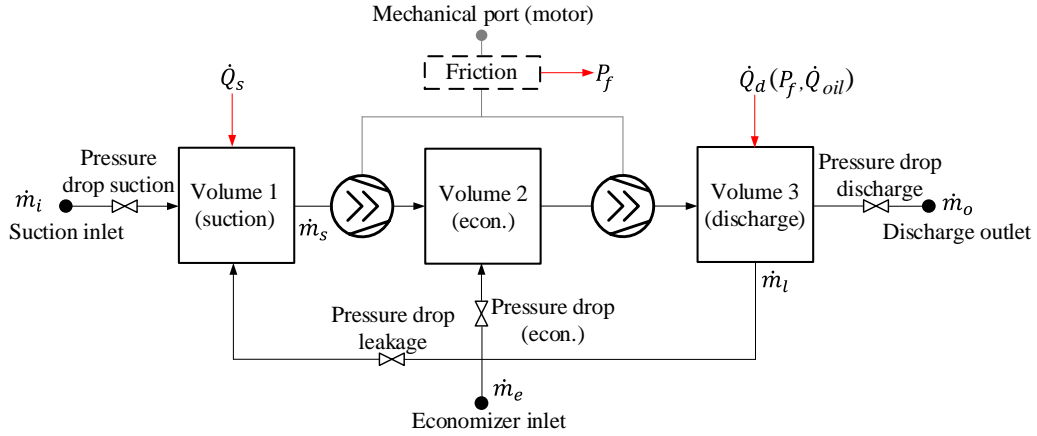 Mechanical port (motor)
Friction
P_f
Q̇_s
Q̇_d (P_f, Q̇_oil)
Pressure
drop suction
ṁ_i
Suction inlet
Volume 1
(suction)
ṁ_s
Volume 2
(econ.)
Volume 3
(discharge)
Pressure drop
discharge
ṁ_o
Discharge outlet
ṁ_l
Pressure drop
(econ.)
Pressure drop
leakage
ṁ_e
Economizer inlet